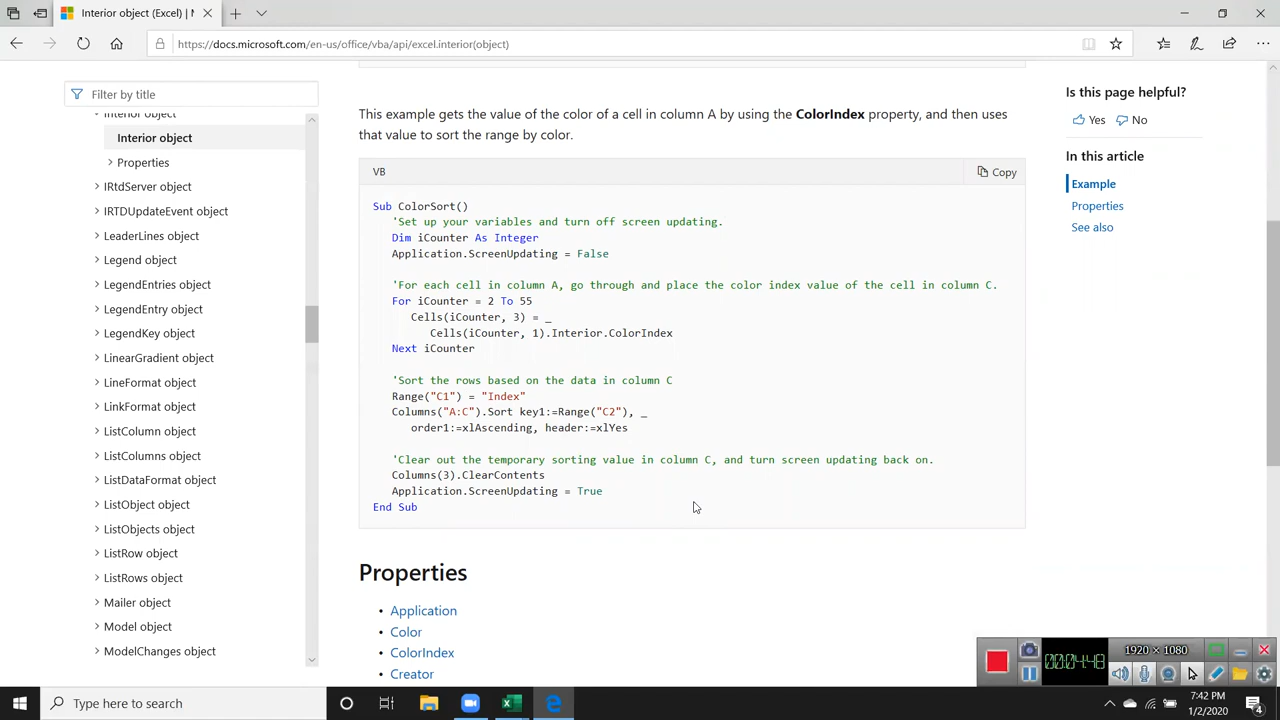 Interior object (Excel) | M
https://docs.microsoft.com/en-us/office/vba/api/excel.interior(object)
Filter by title
Interior object
Interior object
Properties
IRtdServer object
IRTDUpdateEvent object
LeaderLines object
Legend object
LegendEntries object
LegendEntry object
LegendKey object
LinearGradient object
LineFormat object
LinkFormat object
ListColumn object
ListColumns object
ListDataFormat object
ListObject object
ListObjects object
ListRow object
ListRows object
Mailer object
Model object
ModelChanges object
This example gets the value of the color of a cell in column A by using the ColorIndex property, and then uses
that value to sort the range by color.
VB
Copy
Sub ColorSort()
'Set up your variables and turn off screen updating.
Dim iCounter As Integer
Application.ScreenUpdating = False
'For each cell in column A, go through and place the color index value of the cell in column C.
For iCounter = 2 To 55
Cells(iCounter, 3) = _
Cells(iCounter, 1).Interior.ColorIndex
Next iCounter
'Sort the rows based on the data in column C
Range("C1") = "Index"
Columns("A:C").Sort key1:=Range("C2"), _
order1:=xlAscending, header:=xlYes
'Clear out the temporary sorting value in column C, and turn screen updating back on.
Columns(3).ClearContents
Application.ScreenUpdating = True
End Sub
Properties
• Application
• Color
• ColorIndex
• Creator
Is this page helpful?
Yes No
In this article
Example
Properties
See also
00:04:48
1920 × 1080
Type here to search
7:42 PM
1/2/2020
4